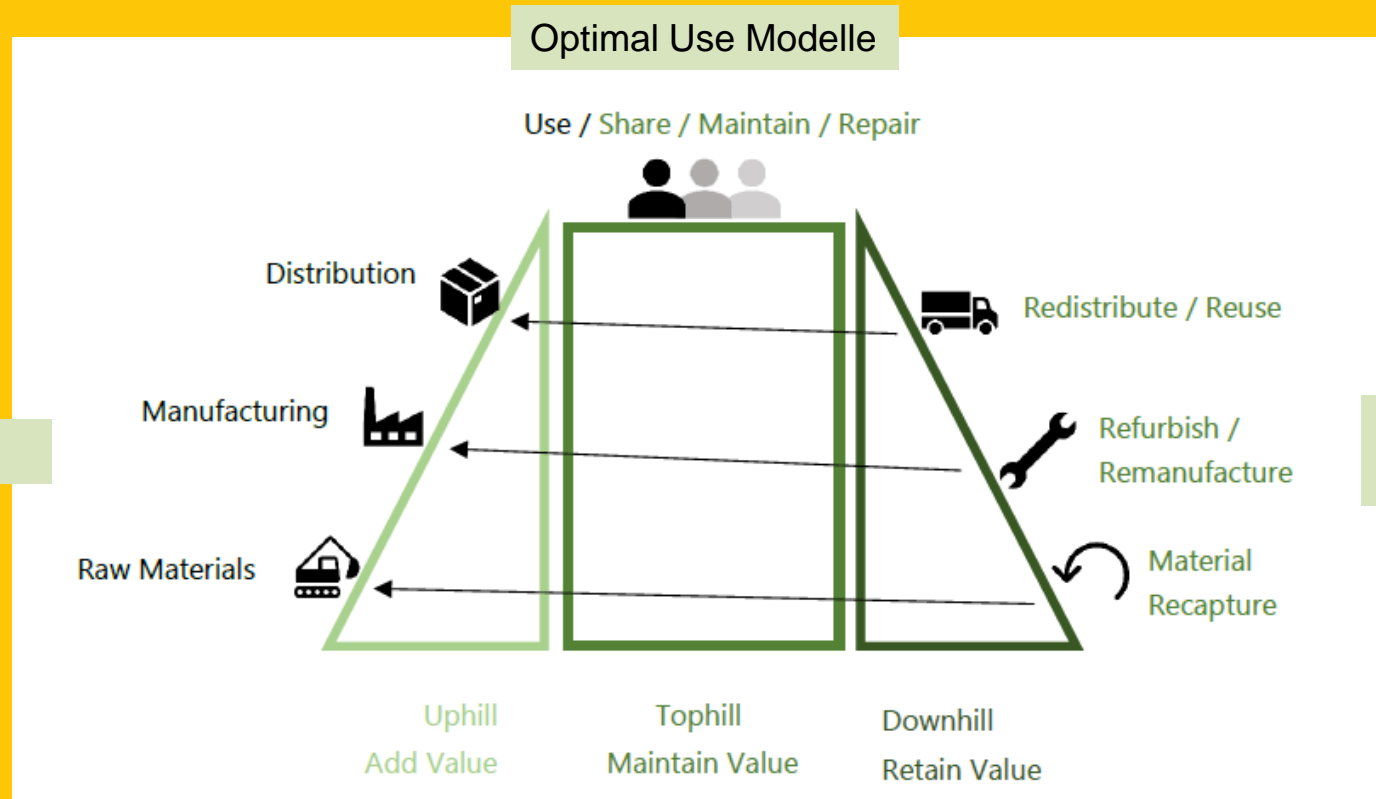 Optimal Use Modelle
Use / Share / Maintain / Repair
Distribution
Redistribute / Reuse
Manufacturing
Refurbish /
Remanufacture
Raw Materials
Material
Recapture
Uphill
Add Value
Tophill
Maintain Value
Downhill
Retain Value